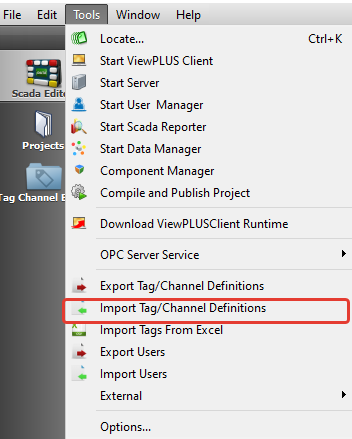 File Edit Tools Window Help
Locate... Ctrl+K
Start ViewPLUS Client
Start Server
Start User Manager
Start Scada Reporter
Start Data Manager
Component Manager
Compile and Publish Project
Download ViewPLUSClient Runtime
OPC Server Service
Export Tag/Channel Definitions
Import Tag/Channel Definitions
Import Tags From Excel
Export Users
Import Users
External
Options...
Scada Edit
Projects
Tag Channel E